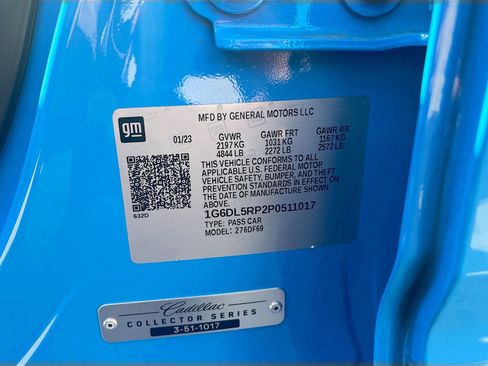 MFD BY GENERAL MOTORS LLC
gm
01/23 GVWR GAWR FRT GAWR RR
2197 KG 1031 KG 1167 KG
4844 LB 2272 LB 2572 LB
THIS VEHICLE CONFORMS TO ALL
APPLICABLE U.S. FEDERAL MOTOR
VEHICLE SAFETY, BUMPER, AND THEFT
PREVENTION STANDARDS IN EFFECT ON
THE DATE OF MANUFACTURE SHOWN ABOVE.
1G6DL5RP2P0511017
632D
TYPE: PASS CAR
MODEL: 276DF69
Cadillac
COLLECTOR SERIES
3-51-1017